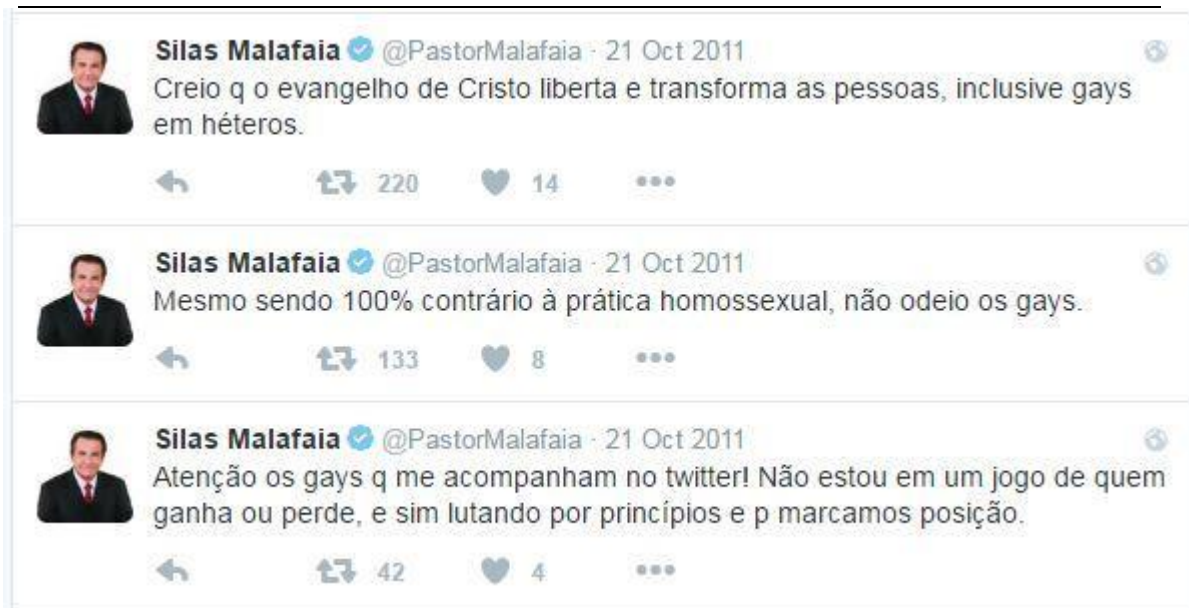 Silas Malafaia @PastorMalafaia · 21 Oct 2011
Creio q o evangelho de Cristo liberta e transforma as pessoas, inclusive gays
em héteros.
220 14
Silas Malafaia @PastorMalafaia · 21 Oct 2011
Mesmo sendo 100% contrário à prática homossexual, não odeio os gays.
133 8
Silas Malafaia @PastorMalafaia · 21 Oct 2011
Atenção os gays q me acompanham no twitter! Não estou em um jogo de quem
ganha ou perde, e sim lutando por princípios e p marcamos posição.
42 4